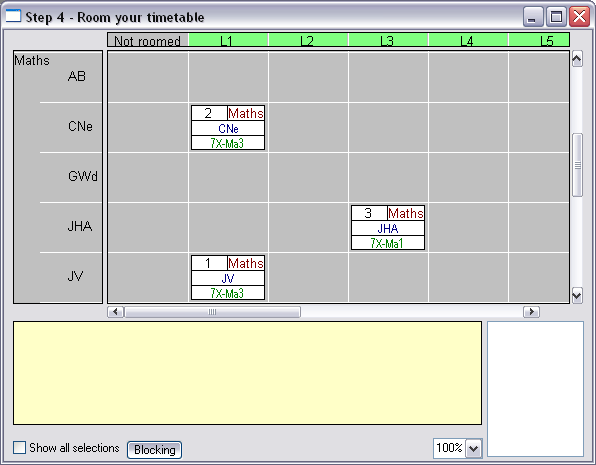 Step 4 - Room your timetable
Not roomed L1 L2 L3 L4 L5
Maths
AB
CNe
2 Maths
CNe
7X-Ma3
GWd
JHA
3 Maths
JHA
7X-Ma1
JV
1 Maths
JV
7X-Ma3
Show all selections Blocking 100%